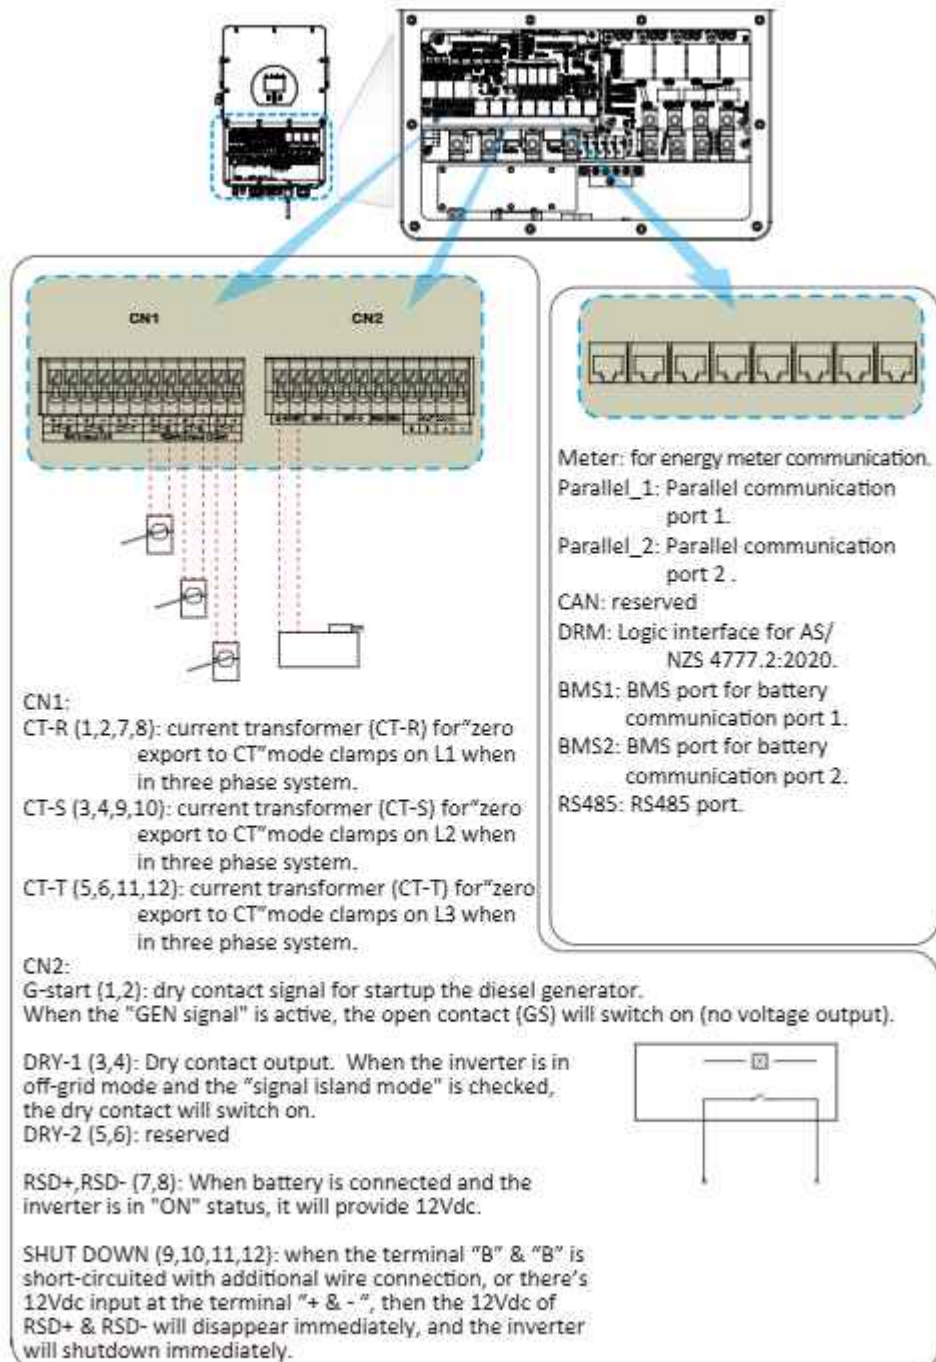 CN1
CN2
Meter: for energy meter communication.
Parallel_1: Parallel communication
port 1.
Parallel_2: Parallel communication
port 2 .
CAN: reserved
DRM: Logic interface for AS/
NZS 4777.2:2020.
BMS1: BMS port for battery
communication port 1.
BMS2: BMS port for battery
communication port 2.
RS485: RS485 port.
CN1:
CT-R (1,2,7,8): current transformer (CT-R) for“zero
export to CT”mode clamps on L1 when
in three phase system.
CT-S (3,4,9,10): current transformer (CT-S) for“zero
export to CT”mode clamps on L2 when
in three phase system.
CT-T (5,6,11,12): current transformer (CT-T) for“zero
export to CT”mode clamps on L3 when
in three phase system.
CN2:
G-start (1,2): dry contact signal for startup the diesel generator.
When the "GEN signal" is active, the open contact (GS) will switch on (no voltage output).
DRY-1 (3,4): Dry contact output.  When the inverter is in
off-grid mode and the “signal island mode" is checked,
the dry contact will switch on.
DRY-2 (5,6): reserved
RSD+,RSD- (7,8): When battery is connected and the
inverter is in "ON" status, it will provide 12Vdc.
SHUT DOWN (9,10,11,12): when the terminal “B” & “B” is
short-circuited with additional wire connection, or there’s
12Vdc input at the terminal “+ & - ”, then the 12Vdc of
RSD+ & RSD- will disappear immediately, and the inverter
will shutdown immediately.